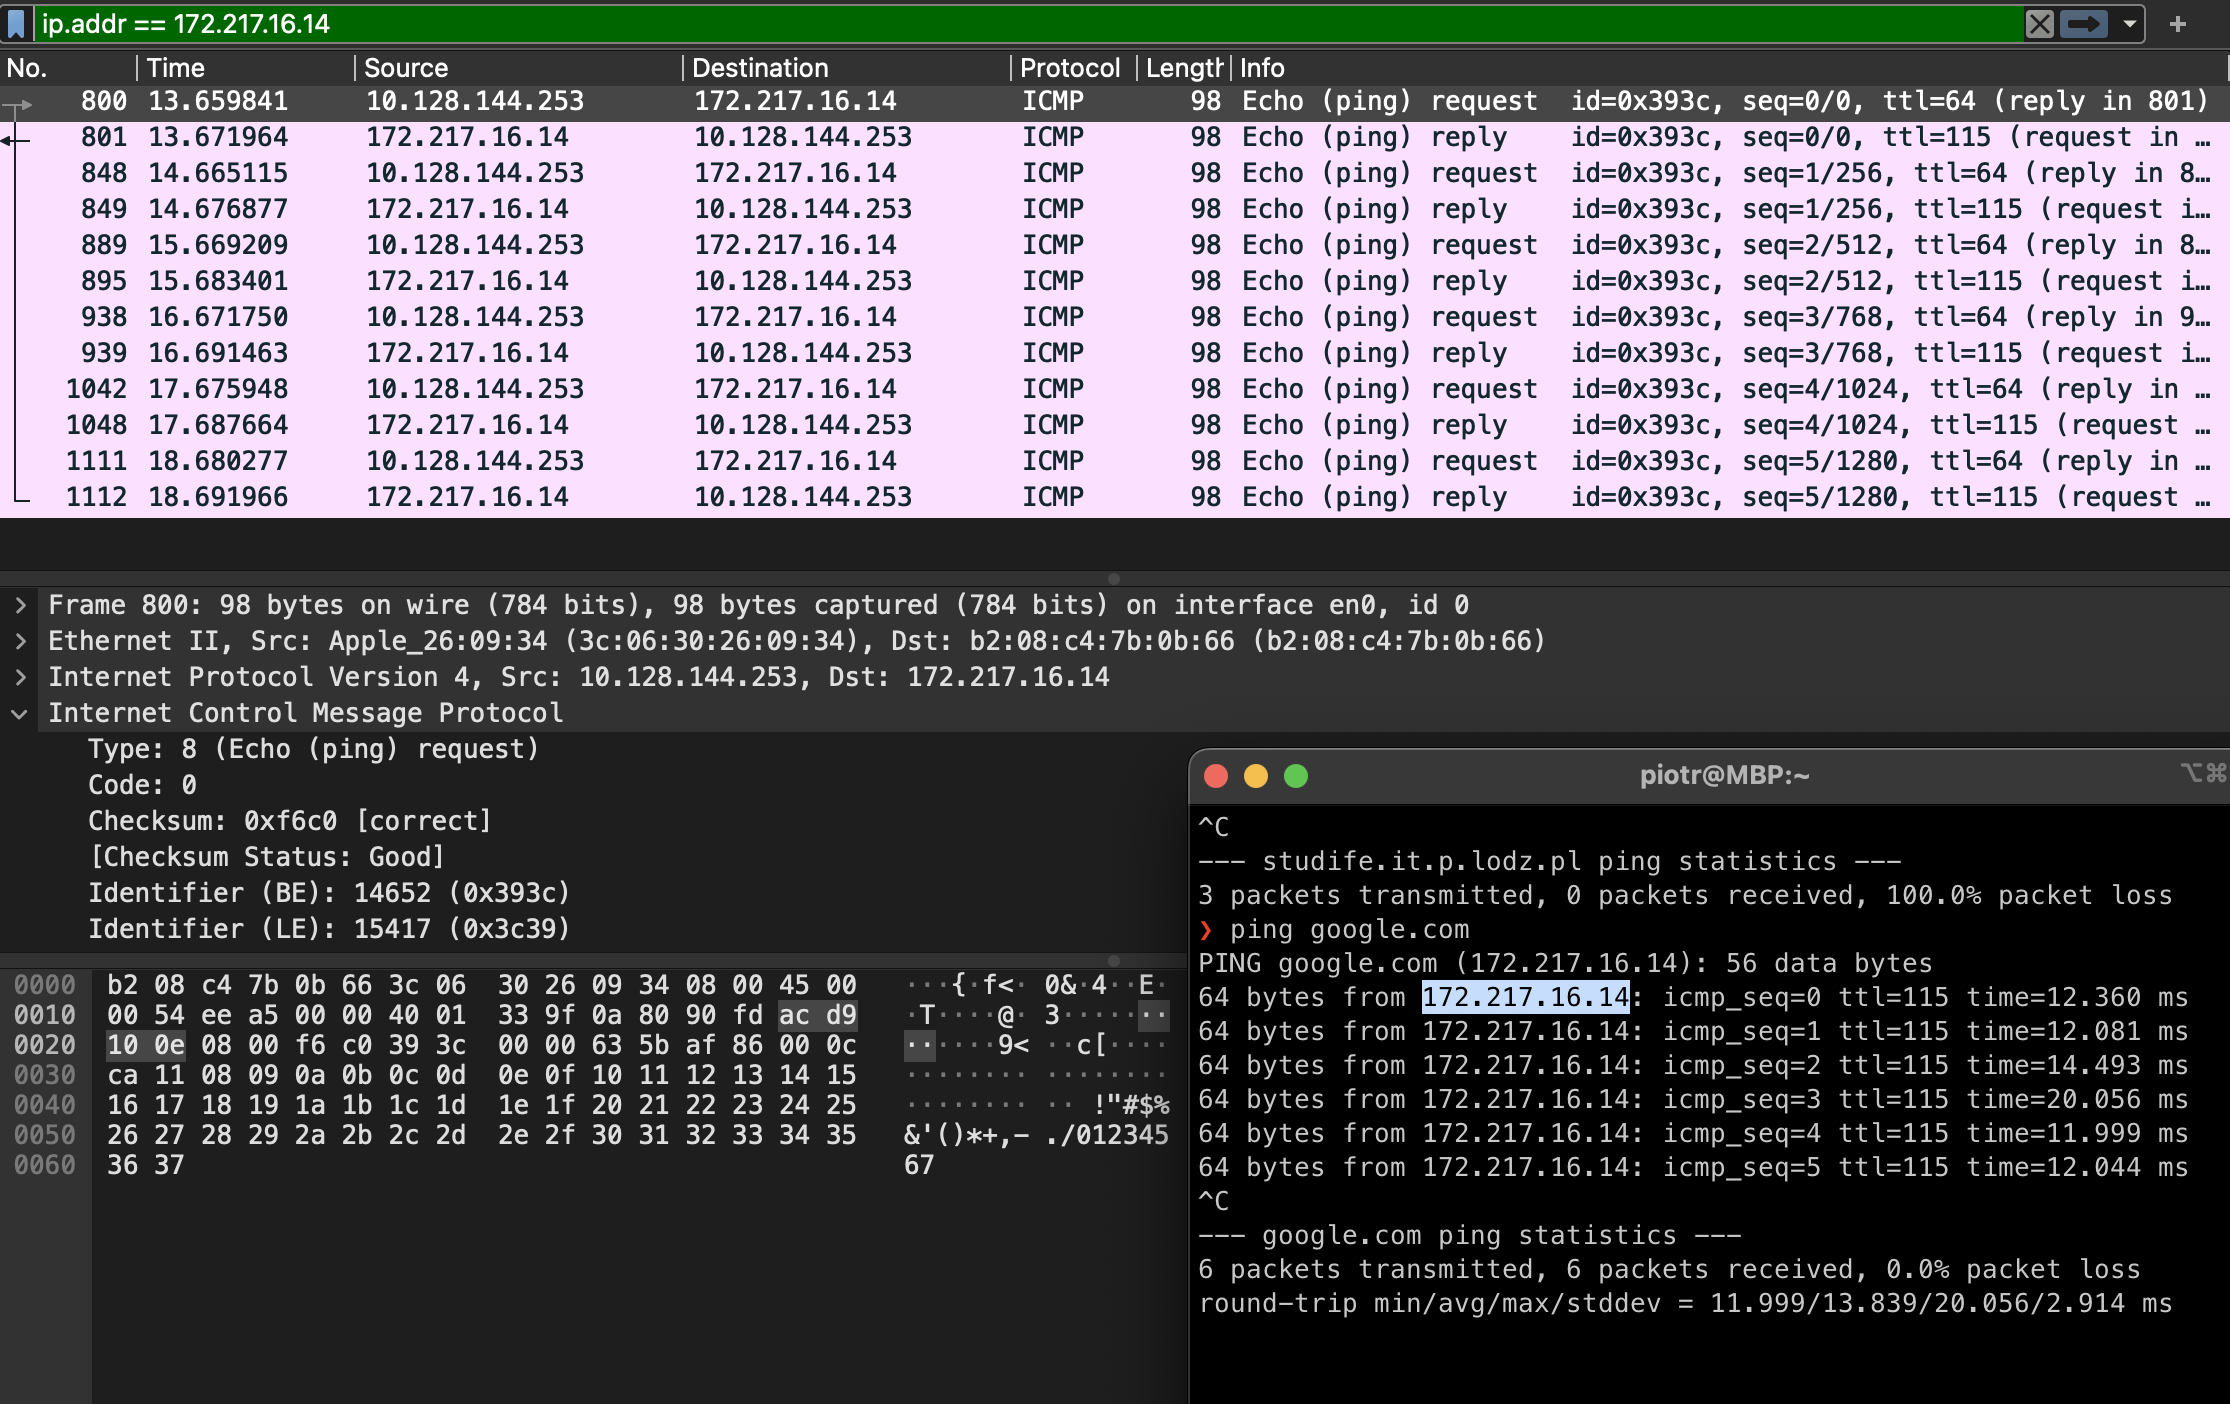 ip.addr == 172.217.16.14
No. Time Source Destination Protocol Length Info
800 13.659841 10.128.144.253 172.217.16.14 ICMP 98 Echo (ping) request id=0x393c, seq=0/0, ttl=64 (reply in 801)
801 13.671964 172.217.16.14 10.128.144.253 ICMP 98 Echo (ping) reply id=0x393c, seq=0/0, ttl=115 (request in …
848 14.665115 10.128.144.253 172.217.16.14 ICMP 98 Echo (ping) request id=0x393c, seq=1/256, ttl=64 (reply in 8…
849 14.676877 172.217.16.14 10.128.144.253 ICMP 98 Echo (ping) reply id=0x393c, seq=1/256, ttl=115 (request i…
889 15.669209 10.128.144.253 172.217.16.14 ICMP 98 Echo (ping) request id=0x393c, seq=2/512, ttl=64 (reply in 8…
895 15.683401 172.217.16.14 10.128.144.253 ICMP 98 Echo (ping) reply id=0x393c, seq=2/512, ttl=115 (request i…
938 16.671750 10.128.144.253 172.217.16.14 ICMP 98 Echo (ping) request id=0x393c, seq=3/768, ttl=64 (reply in 9…
939 16.691463 172.217.16.14 10.128.144.253 ICMP 98 Echo (ping) reply id=0x393c, seq=3/768, ttl=115 (request i…
1042 17.675948 10.128.144.253 172.217.16.14 ICMP 98 Echo (ping) request id=0x393c, seq=4/1024, ttl=64 (reply in …
1048 17.687664 172.217.16.14 10.128.144.253 ICMP 98 Echo (ping) reply id=0x393c, seq=4/1024, ttl=115 (request …
1111 18.680277 10.128.144.253 172.217.16.14 ICMP 98 Echo (ping) request id=0x393c, seq=5/1280, ttl=64 (reply in …
1112 18.691966 172.217.16.14 10.128.144.253 ICMP 98 Echo (ping) reply id=0x393c, seq=5/1280, ttl=115 (request …
Frame 800: 98 bytes on wire (784 bits), 98 bytes captured (784 bits) on interface en0, id 0
Ethernet II, Src: Apple_26:09:34 (3c:06:30:26:09:34), Dst: b2:08:c4:7b:0b:66 (b2:08:c4:7b:0b:66)
Internet Protocol Version 4, Src: 10.128.144.253, Dst: 172.217.16.14
Internet Control Message Protocol
Type: 8 (Echo (ping) request)
Code: 0
Checksum: 0xf6c0 [correct]
[Checksum Status: Good]
Identifier (BE): 14652 (0x393c)
Identifier (LE): 15417 (0x3c39)
0000 b2 08 c4 7b 0b 66 3c 06 30 26 09 34 08 00 45 00 ···{·f<· 0&·4··E·
0010 00 54 ee a5 00 00 40 01 33 9f 0a 80 90 fd ac d9 ·T····@· 3·······
0020 10 0e 08 00 f6 c0 39 3c 00 00 63 5b af 86 00 0c ······9< ··c[····
0030 ca 11 08 09 0a 0b 0c 0d 0e 0f 10 11 12 13 14 15 ········ ········
0040 16 17 18 19 1a 1b 1c 1d 1e 1f 20 21 22 23 24 25 ········ ·· !"#$%
0050 26 27 28 29 2a 2b 2c 2d 2e 2f 30 31 32 33 34 35 &'()*+,- ./012345
0060 36 37 67
piotr@MBP:~ ⌥⌘
^C
--- studife.it.p.lodz.pl ping statistics ---
3 packets transmitted, 0 packets received, 100.0% packet loss
❯ ping google.com
PING google.com (172.217.16.14): 56 data bytes
64 bytes from 172.217.16.14: icmp_seq=0 ttl=115 time=12.360 ms
64 bytes from 172.217.16.14: icmp_seq=1 ttl=115 time=12.081 ms
64 bytes from 172.217.16.14: icmp_seq=2 ttl=115 time=14.493 ms
64 bytes from 172.217.16.14: icmp_seq=3 ttl=115 time=20.056 ms
64 bytes from 172.217.16.14: icmp_seq=4 ttl=115 time=11.999 ms
64 bytes from 172.217.16.14: icmp_seq=5 ttl=115 time=12.044 ms
^C
--- google.com ping statistics ---
6 packets transmitted, 6 packets received, 0.0% packet loss
round-trip min/avg/max/stddev = 11.999/13.839/20.056/2.914 ms